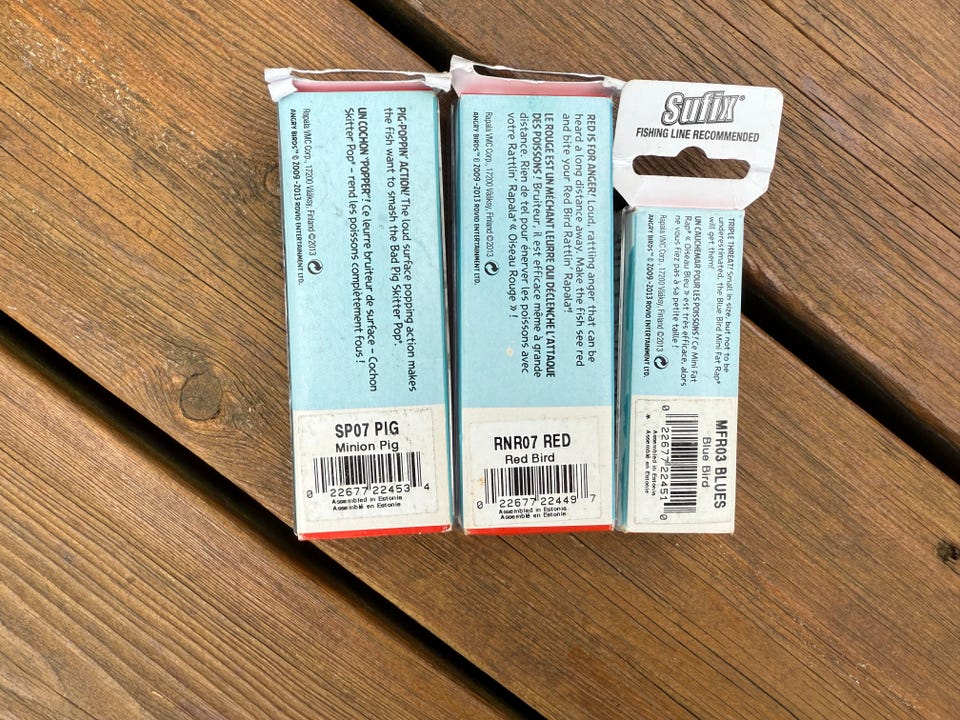 PIG-POPPIN' ACTION! The loud surface popping action makes
the fish want to smash the Bad Pig Skitter Pop®.
UN COCHON "POPPER"! Ce leurre bruiteur de surface – Cochon
Skitter Pop® – rend les poissons complètement fous !
Rapala VMC Corp., 17200 Vääksy, Finland ©2013
ANGRY BIRDS™ © 2009 -2013 ROVIO ENTERTAINMENT LTD.
SP07 PIG
Minion Pig
0 22677 22453 4
Assembled in Estonia
Assemblé en Estonie
RED IS FOR ANGER! Loud, rattling anger that can be
heard a long distance away. Make the fish see red
and bite your Red Bird Rattlin' Rapala®!
LE ROUGE EST UN MÉCHANT LEURRE QUI DÉCLENCHE L'ATTAQUE
DES POISSONS ! Bruiteur, il est efficace même à grande
distance. Rien de tel pour énerver les poissons avec
votre Rattlin' Rapala® « Oiseau Rouge » !
Rapala VMC Corp., 17200 Vääksy, Finland ©2013
ANGRY BIRDS™ © 2009 -2013 ROVIO ENTERTAINMENT LTD.
RNR07 RED
Red Bird
0 22677 22449 7
Assembled in Estonia
Assemblé en Estonie
Sufix®
FISHING LINE RECOMMENDED
TRIPLE THREAT! Small in size, but not to be
underestimated, the Blue Bird Mini Fat Rap®
will get them!
UN CAUCHEMAR POUR LES POISSONS ! Ce Mini Fat
Rap® « Oiseau Bleu » est très efficace, alors
ne vous fiez pas à sa petite taille !
Rapala VMC Corp., 17200 Vääksy, Finland ©2013
ANGRY BIRDS™ © 2009 -2013 ROVIO ENTERTAINMENT LTD.
MFR03 BLUES
Blue Bird
0 22677 22451 0
Assembled in Estonia
Assemblé en Estonie
*